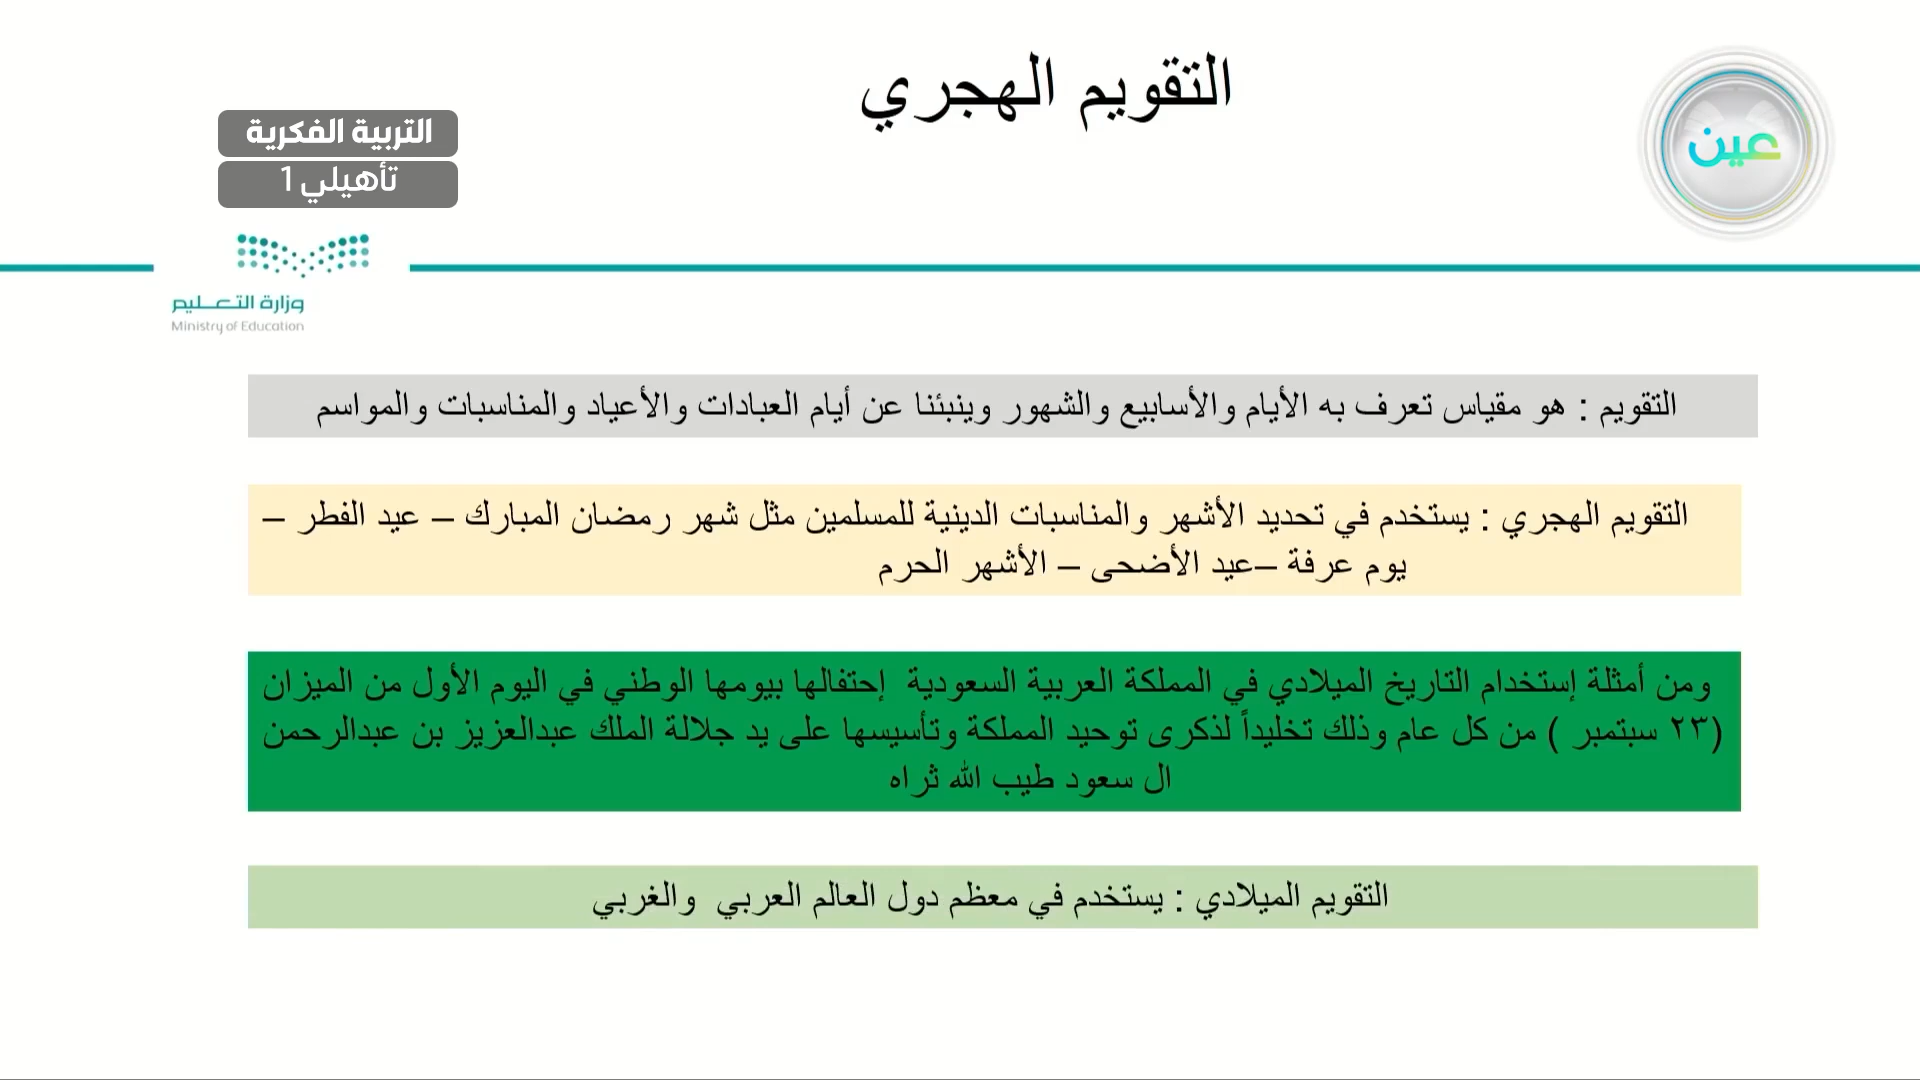 التقويم الهجري
عين
التربية الفكرية
تأهيلي 1
وزارة التعـــليم
Ministry of Education
التقويم : هو مقياس تعرف به الأيام والأسابيع والشهور وينبئنا عن أيام العبادات والأعياد والمناسبات والمواسم
التقويم الهجري : يستخدم في تحديد الأشهر والمناسبات الدينية للمسلمين مثل شهر رمضان المبارك – عيد الفطر –
يوم عرفة –عيد الأضحى – الأشهر الحرم
ومن أمثلة إستخدام التاريخ الميلادي في المملكة العربية السعودية إحتفالها بيومها الوطني في اليوم الأول من الميزان
(٢٣ سبتمبر ) من كل عام وذلك تخليداً لذكرى توحيد المملكة وتأسيسها على يد جلالة الملك عبدالعزيز بن عبدالرحمن
ال سعود طيب الله ثراه
التقويم الميلادي : يستخدم في معظم دول العالم العربي والغربي